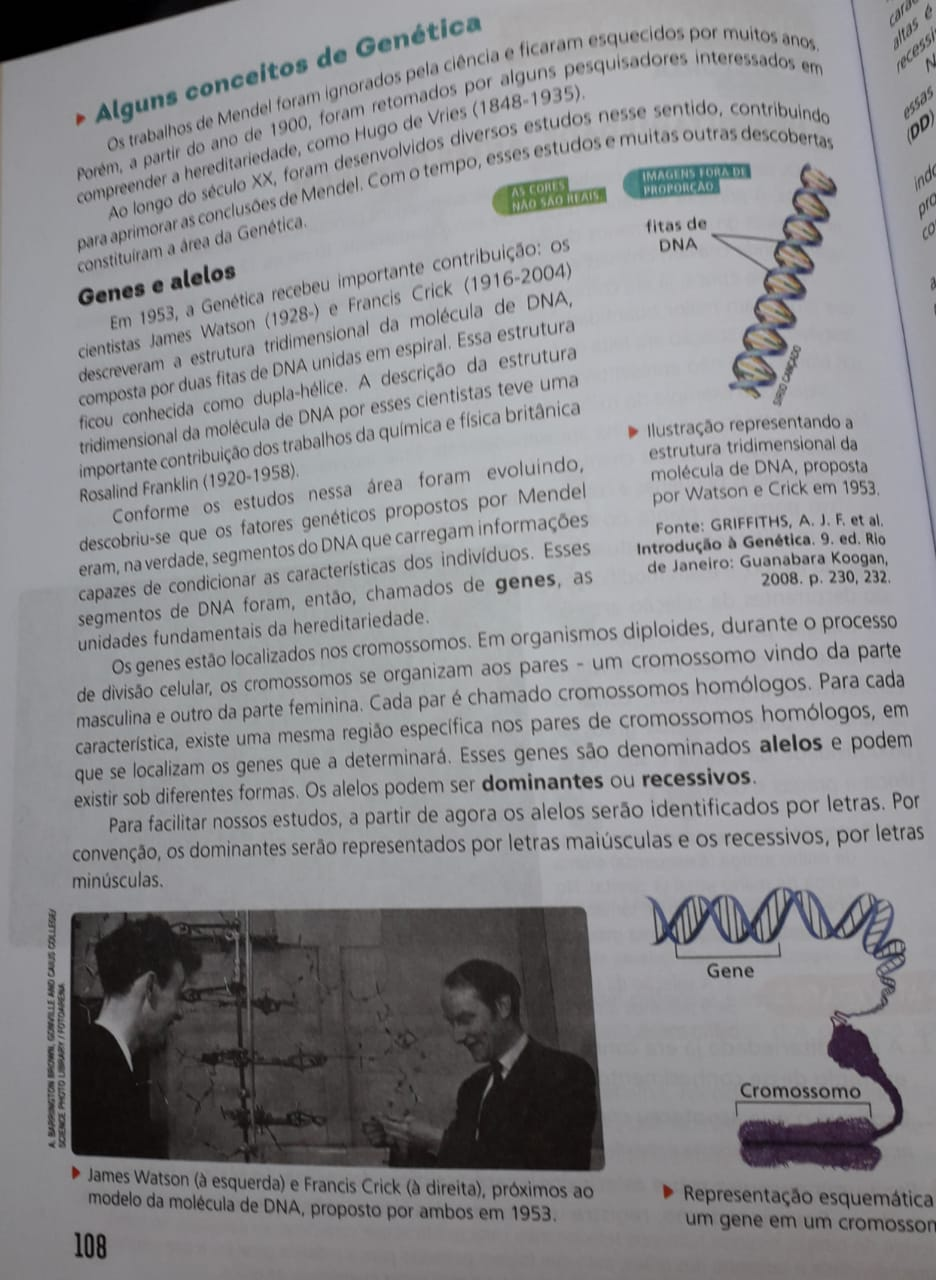 Alguns conceitos de Genética
Os trabalhos de Mendel foram ignorados pela ciência e ficaram esquecidos por muitos anos.
Porém, a partir do ano de 1900, foram retomados por alguns pesquisadores interessados em
compreender a hereditariedade, como Hugo de Vries (1848-1935).
Ao longo do século XX, foram desenvolvidos diversos estudos nesse sentido, contribuindo
para aprimorar as conclusões de Mendel. Com o tempo, esses estudos e muitas outras descobertas
constituíram a área da Genética.
AS CORES
NÃO SÃO REAIS.
IMAGENS FORA DE
PROPORÇÃO.
Genes e alelos
Em 1953, a Genética recebeu importante contribuição: os
cientistas James Watson (1928-) e Francis Crick (1916-2004)
descreveram a estrutura tridimensional da molécula de DNA,
composta por duas fitas de DNA unidas em espiral. Essa estrutura
ficou conhecida como dupla-hélice. A descrição da estrutura
tridimensional da molécula de DNA por esses cientistas teve uma
importante contribuição dos trabalhos da química e física britânica
Rosalind Franklin (1920-1958).
Conforme os estudos nessa área foram evoluindo,
descobriu-se que os fatores genéticos propostos por Mendel
eram, na verdade, segmentos do DNA que carregam informações
capazes de condicionar as características dos indivíduos. Esses
segmentos de DNA foram, então, chamados de genes, as
unidades fundamentais da hereditariedade.
fitas de
DNA
SIRIO CANÇADO
Ilustração representando a
estrutura tridimensional da
molécula de DNA, proposta
por Watson e Crick em 1953.
Fonte: GRIFFITHS, A. J. F. et al.
Introdução à Genética. 9. ed. Rio
de Janeiro: Guanabara Koogan,
2008. p. 230, 232.
Os genes estão localizados nos cromossomos. Em organismos diploides, durante o processo
de divisão celular, os cromossomos se organizam aos pares - um cromossomo vindo da parte
masculina e outro da parte feminina. Cada par é chamado cromossomos homólogos. Para cada
característica, existe uma mesma região específica nos pares de cromossomos homólogos, em
que se localizam os genes que a determinará. Esses genes são denominados alelos e podem
existir sob diferentes formas. Os alelos podem ser dominantes ou recessivos.
Para facilitar nossos estudos, a partir de agora os alelos serão identificados por letras. Por
convenção, os dominantes serão representados por letras maiúsculas e os recessivos, por letras
minúsculas.
A. BARRINGTON BROWN, GONVILLE AND CAIUS COLLEGE/
SCIENCE PHOTO LIBRARY / FOTOARENA
James Watson (à esquerda) e Francis Crick (à direita), próximos ao
modelo da molécula de DNA, proposto por ambos em 1953.
Gene
Cromossomo
Representação esquemática
um gene em um cromosson
108
altas é
essas
(DD)